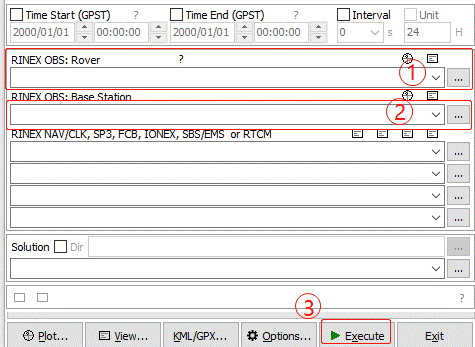 Time Start (GPST) ? Time End (GPST) ? Interval Unit
2000/01/01 00:00:00 2000/01/01 00:00:00 0 s 24 H
RINEX OBS: Rover ? ①
...
RINEX OBS: Base Station
② ...
RINEX NAV/CLK, SP3, FCB, IONEX, SBS/EMS or RTCM
...
...
...
...
Solution Dir ...
...
?
③
Plot... View... KML/GPX... Options... Execute Exit